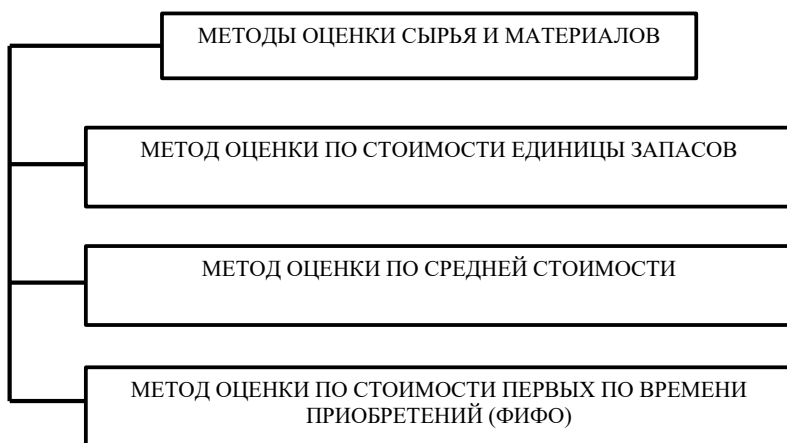 МЕТОДЫ ОЦЕНКИ СЫРЬЯ И МАТЕРИАЛОВ
МЕТОД ОЦЕНКИ ПО СТОИМОСТИ ЕДИНИЦЫ ЗАПАСОВ
МЕТОД ОЦЕНКИ ПО СРЕДНЕЙ СТОИМОСТИ
МЕТОД ОЦЕНКИ ПО СТОИМОСТИ ПЕРВЫХ ПО ВРЕМЕНИ
ПРИОБРЕТЕНИЙ (ФИФО)